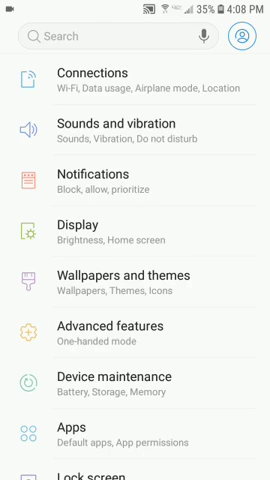 35% 4:08 PM
Search
Connections
Wi-Fi, Data usage, Airplane mode, Location
Sounds and vibration
Sounds, Vibration, Do not disturb
Notifications
Block, allow, prioritize
Display
Brightness, Home screen
Wallpapers and themes
Wallpapers, Themes, Icons
Advanced features
One-handed mode
Device maintenance
Battery, Storage, Memory
Apps
Default apps, App permissions
Lock screen